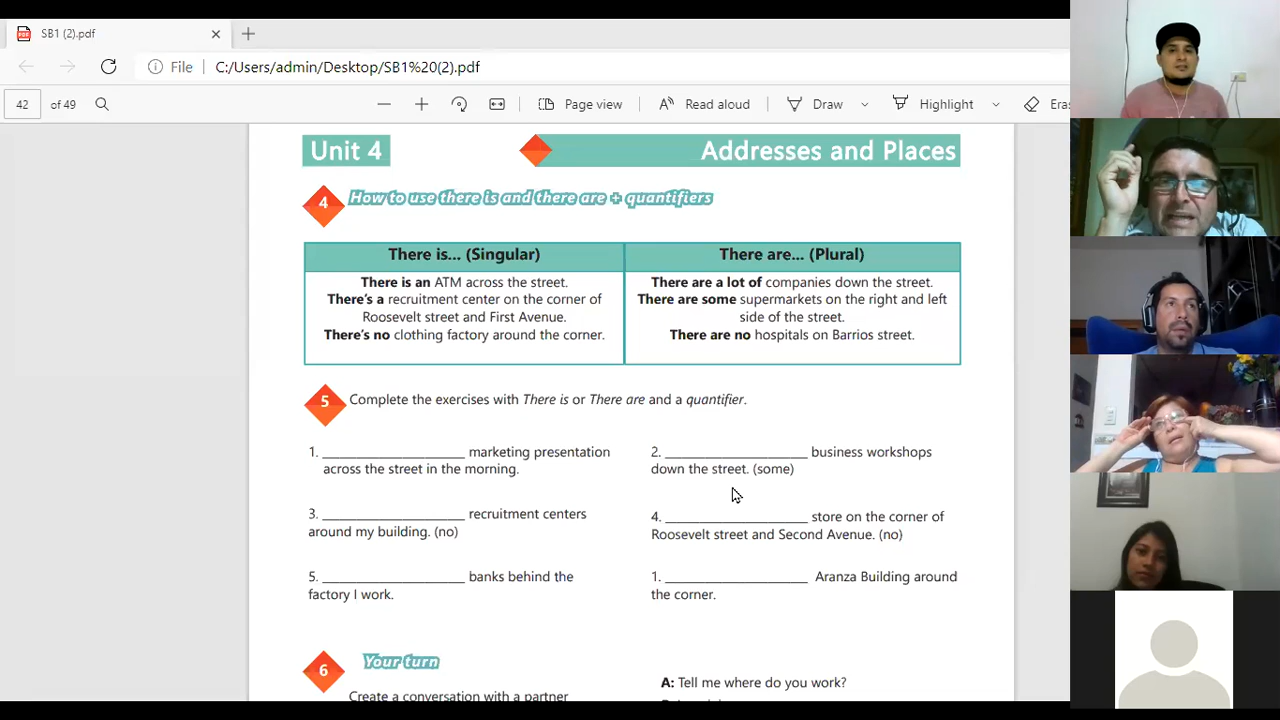 SB1 (2).pdf
File C:/Users/admin/Desktop/SB1%20(2).pdf
42 of 49 Page view Read aloud Draw Highlight
Unit 4 Addresses and Places
4 How to use there is and there are + quantifiers
There is... (Singular)
There is an ATM across the street.
There's a recruitment center on the corner of
Roosevelt street and First Avenue.
There's no clothing factory around the corner.
There are... (Plural)
There are a lot of companies down the street.
There are some supermarkets on the right and left
side of the street.
There are no hospitals on Barrios street.
5 Complete the exercises with There is or There are and a quantifier.
1. ____________________ marketing presentation
across the street in the morning.
2. ____________________ business workshops
down the street. (some)
3. ____________________ recruitment centers
around my building. (no)
4. ____________________ store on the corner of
Roosevelt street and Second Avenue. (no)
5. ____________________ banks behind the
factory I work.
1. ____________________ Aranza Building around
the corner.
6 Your turn
Create a conversation with a partner
A: Tell me where do you work?